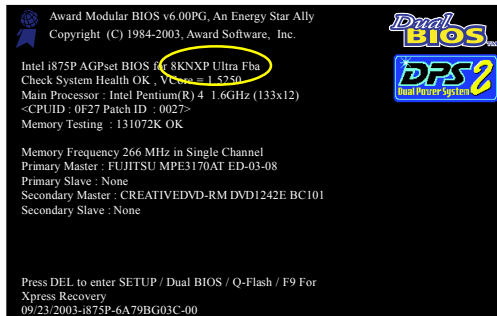 Award Modular BIOS v6.00PG, An Energy Star Ally
Copyright (C) 1984-2003, Award Software, Inc.
Dual
BIOS
TM
Intel i875P AGPset BIOS for 8KNXP Ultra Fba
Check System Health OK , VCore = 1.5250
Main Processor : Intel Pentium(R) 4 1.6GHz (133x12)
<CPUID : 0F27 Patch ID : 0027>
Memory Testing : 131072K OK
DPS2
Dual Power System
Memory Frequency 266 MHz in Single Channel
Primary Master : FUJITSU MPE3170AT ED-03-08
Primary Slave : None
Secondary Master : CREATIVEDVD-RM DVD1242E BC101
Secondary Slave : None
Press DEL to enter SETUP / Dual BIOS / Q-Flash / F9 For
Xpress Recovery
09/23/2003-i875P-6A79BG03C-00